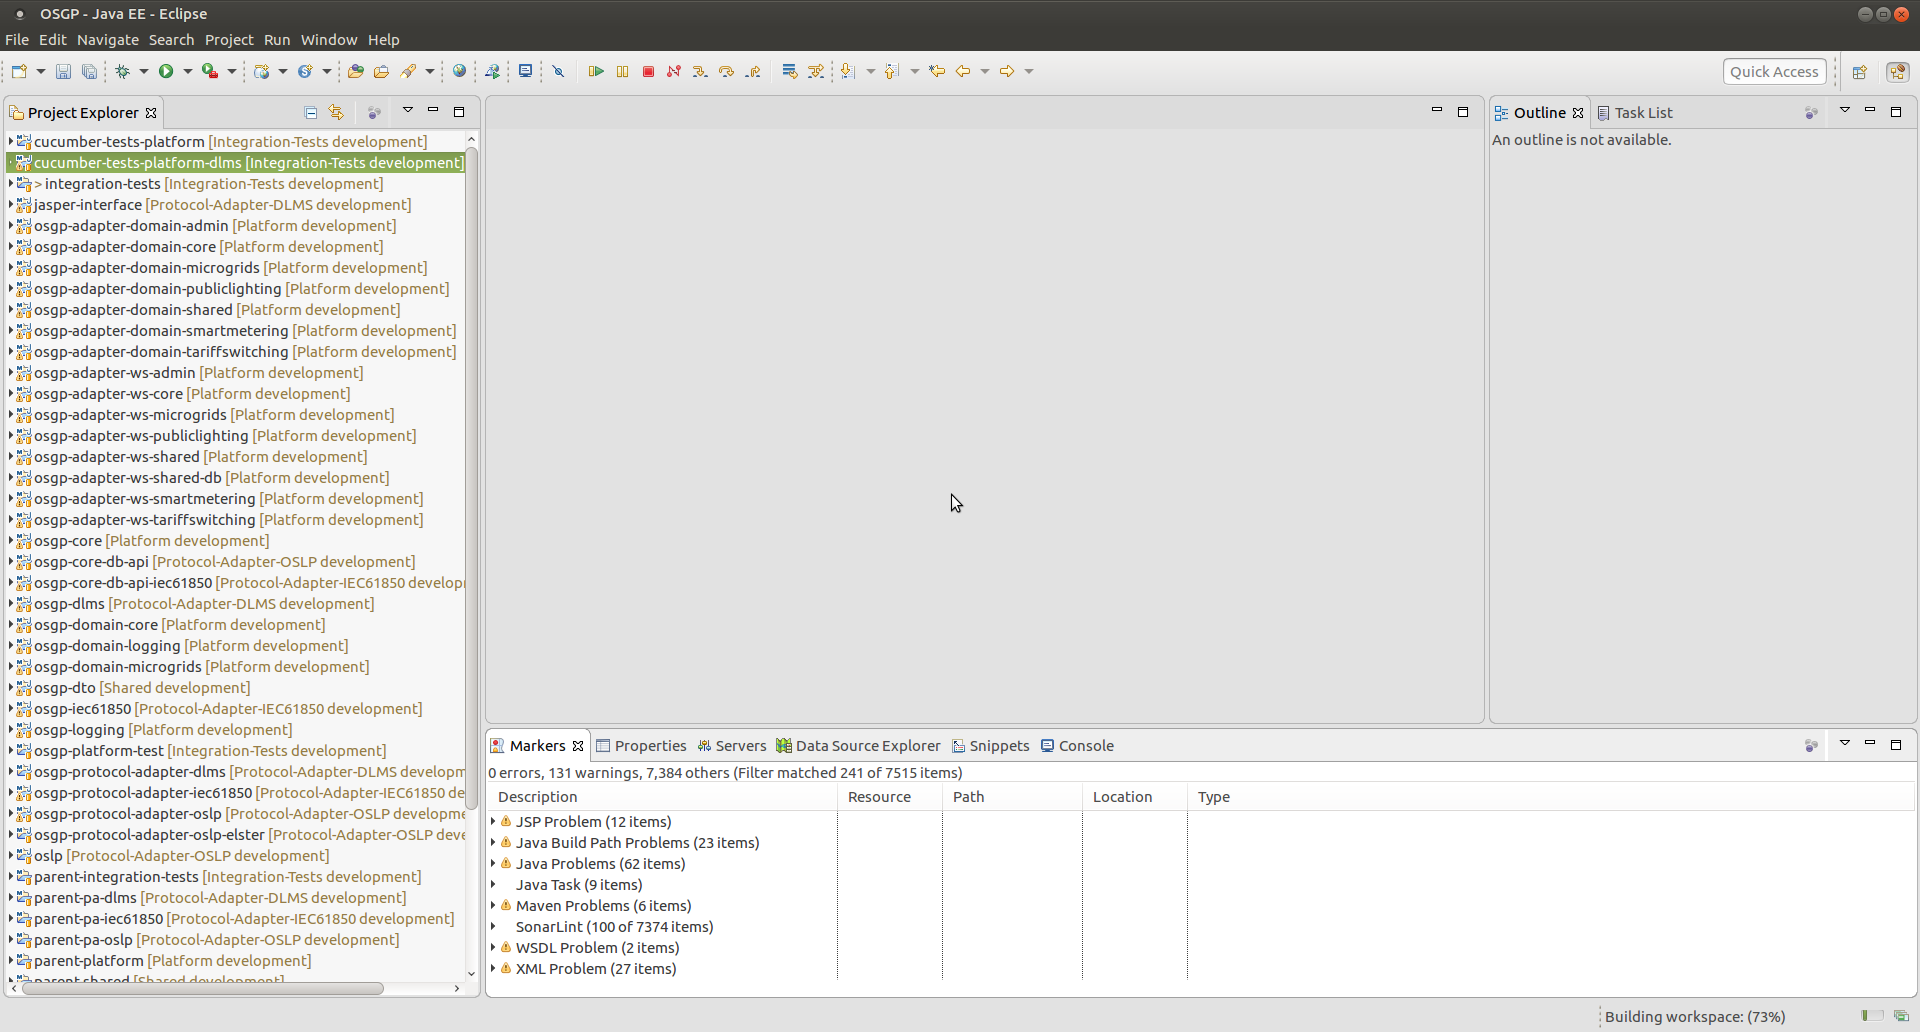 OSGP - Java EE - Eclipse
File Edit Navigate Search Project Run Window Help
Quick Access
Project Explorer
cucumber-tests-platform [Integration-Tests development]
cucumber-tests-platform-dlms [Integration-Tests development]
> integration-tests [Integration-Tests development]
jasper-interface [Protocol-Adapter-DLMS development]
osgp-adapter-domain-admin [Platform development]
osgp-adapter-domain-core [Platform development]
osgp-adapter-domain-microgrids [Platform development]
osgp-adapter-domain-publiclighting [Platform development]
osgp-adapter-domain-shared [Platform development]
osgp-adapter-domain-smartmetering [Platform development]
osgp-adapter-domain-tariffswitching [Platform development]
osgp-adapter-ws-admin [Platform development]
osgp-adapter-ws-core [Platform development]
osgp-adapter-ws-microgrids [Platform development]
osgp-adapter-ws-publiclighting [Platform development]
osgp-adapter-ws-shared [Platform development]
osgp-adapter-ws-shared-db [Platform development]
osgp-adapter-ws-smartmetering [Platform development]
osgp-adapter-ws-tariffswitching [Platform development]
osgp-core [Platform development]
osgp-core-db-api [Protocol-Adapter-OSLP development]
osgp-core-db-api-iec61850 [Protocol-Adapter-IEC61850 develop
osgp-dlms [Protocol-Adapter-DLMS development]
osgp-domain-core [Platform development]
osgp-domain-logging [Platform development]
osgp-domain-microgrids [Platform development]
osgp-dto [Shared development]
osgp-iec61850 [Protocol-Adapter-IEC61850 development]
osgp-logging [Platform development]
osgp-platform-test [Integration-Tests development]
osgp-protocol-adapter-dlms [Protocol-Adapter-DLMS developm
osgp-protocol-adapter-iec61850 [Protocol-Adapter-IEC61850 de
osgp-protocol-adapter-oslp [Protocol-Adapter-OSLP developme
osgp-protocol-adapter-oslp-elster [Protocol-Adapter-OSLP deve
oslp [Protocol-Adapter-OSLP development]
parent-integration-tests [Integration-Tests development]
parent-pa-dlms [Protocol-Adapter-DLMS development]
parent-pa-iec61850 [Protocol-Adapter-IEC61850 development]
parent-pa-oslp [Protocol-Adapter-OSLP development]
parent-platform [Platform development]
parent-shared [Shared development]
Outline Task List
An outline is not available.
Markers Properties Servers Data Source Explorer Snippets Console
0 errors, 131 warnings, 7,384 others (Filter matched 241 of 7515 items)
Description Resource Path Location Type
JSP Problem (12 items)
Java Build Path Problems (23 items)
Java Problems (62 items)
Java Task (9 items)
Maven Problems (6 items)
SonarLint (100 of 7374 items)
WSDL Problem (2 items)
XML Problem (27 items)
Building workspace: (73%)